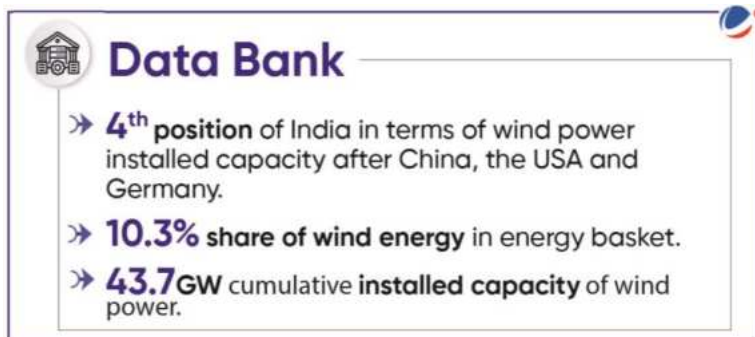 Data Bank
4th position of India in terms of wind power
installed capacity after China, the USA and
Germany.
10.3% share of wind energy in energy basket.
43.7GW cumulative installed capacity of wind
power.